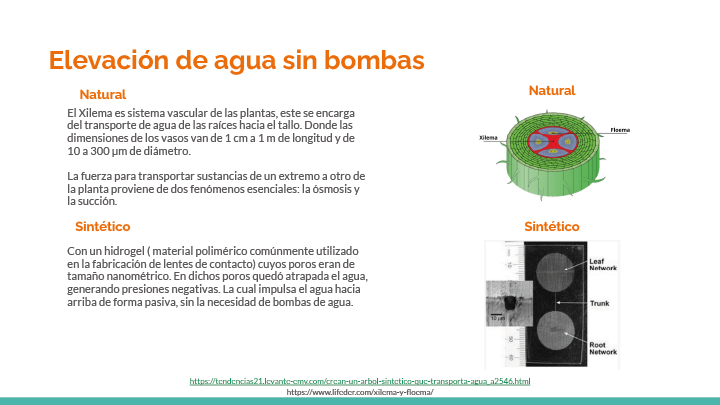 Elevación de agua sin bombas
Natural
El Xilema es sistema vascular de las plantas, este se encarga
del transporte de agua de las raíces hacia el tallo. Donde las
dimensiones de los vasos van de 1 cm a 1 m de longitud y de
10 a 300 μm de diámetro.
La fuerza para transportar sustancias de un extremo a otro de
la planta proviene de dos fenómenos esenciales: la ósmosis y
la succión.
Sintético
Con un hidrogel ( material polimérico comúnmente utilizado
en la fabricación de lentes de contacto) cuyos poros eran de
tamaño nanométrico. En dichos poros quedó atrapada el agua,
generando presiones negativas. La cual impulsa el agua hacia
arriba de forma pasiva, sin la necesidad de bombas de agua.
Natural
Xilema
Floema
Sintético
Leaf
Network
Trunk
10 μm
Root
Network
https://tendencias21.levante-emv.com/crean-un-arbol-sintetico-que-transporta-agua_a2546.html
https://www.lifeder.com/xilema-y-floema/